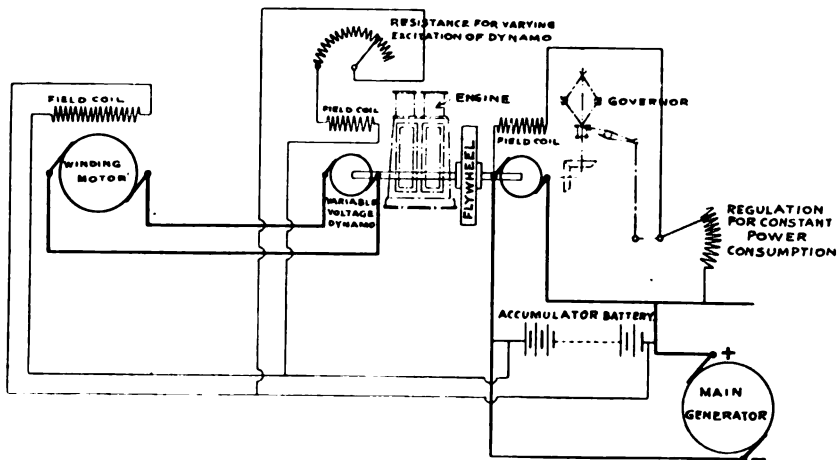 RESISTANCE FOR VARYING
EXCITATION OF DYNAMO
FIELD COIL
FIELD COIL
ENGINE
FIELD COIL
GOVERNOR
WINDING
MOTOR
VARIABLE
VOLTAGE
DYNAMO
FLYWHEEL
REGULATION
FOR CONSTANT
POWER
CONSUMPTION
ACCUMULATOR BATTERY
+
MAIN
GENERATOR
−